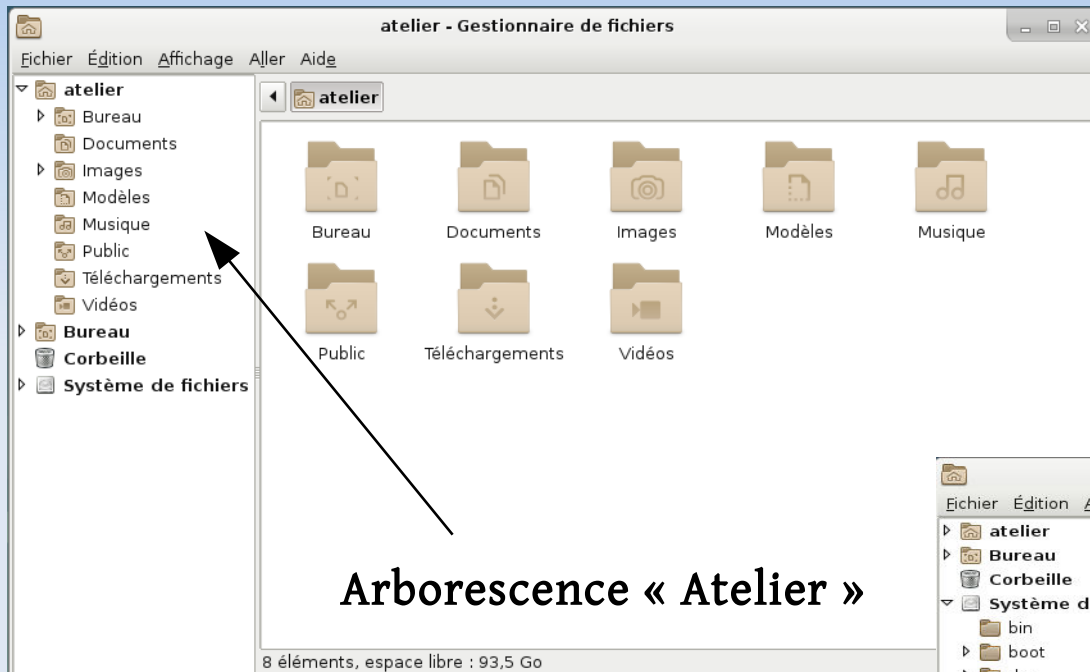 atelier - Gestionnaire de fichiers
Fichier Édition Affichage Aller Aide
atelier
Bureau
Documents
Images
Modèles
Musique
Public
Téléchargements
Vidéos
Bureau
Corbeille
Système de fichiers
atelier
Bureau Documents Images Modèles Musique
Public Téléchargements Vidéos
Arborescence « Atelier »
8 éléments, espace libre : 93,5 Go
Fichier Édition
atelier
Bureau
Corbeille
Système d
bin
boot